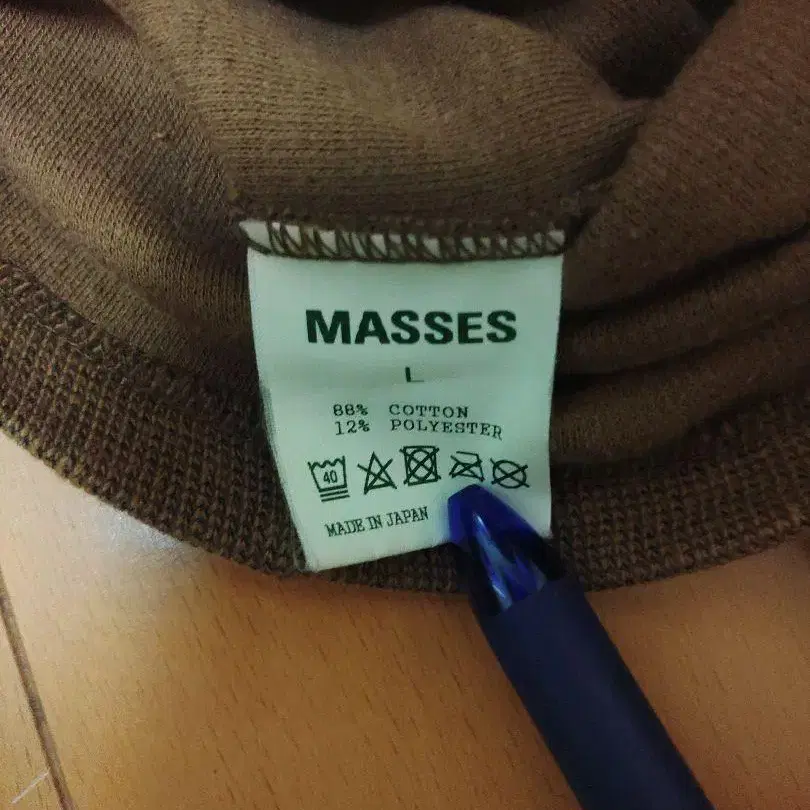 MASSES
L
88% COTTON
12% POLYESTER
40
MADE IN JAPAN